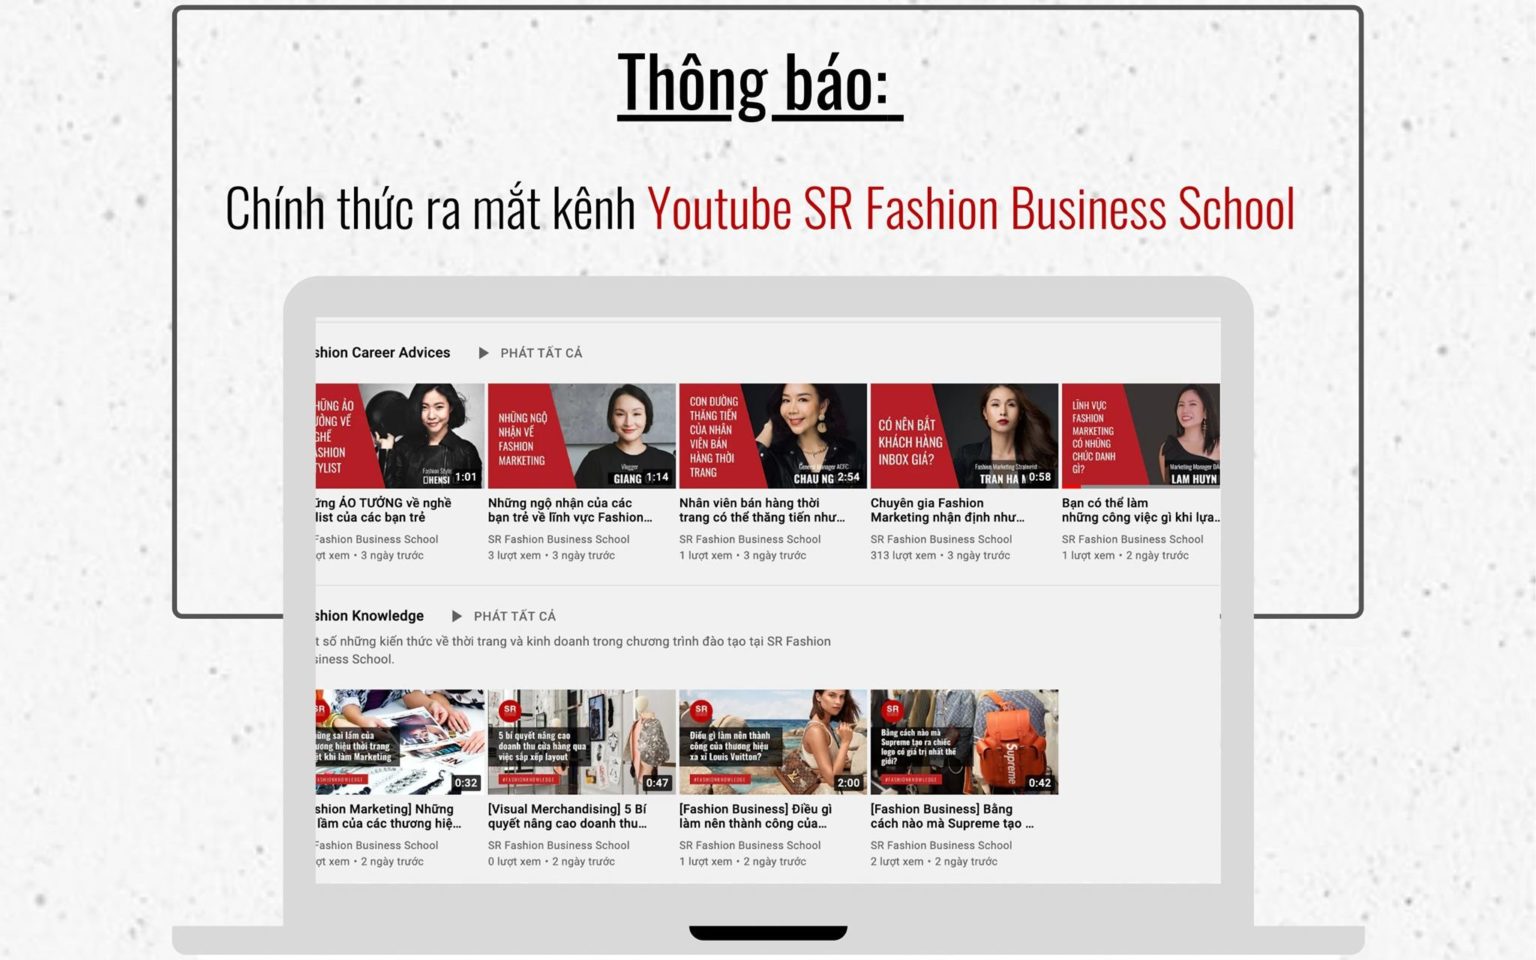 Thông báo:
Chính thức ra mắt kênh Youtube SR Fashion Business School
shion Career Advices PHÁT TẤT CẢ
HỮNG ẢO
ƯỞNG VỀ
GHỀ
ASHION
TYLIST
Fashion Stylist
HENSI
1:01
NHỮNG NGỘ
NHẬN VỀ
FASHION
MARKETING
Vlogger
GIANG
1:14
CON ĐƯỜNG
THĂNG TIẾN
CỦA NHÂN
VIÊN BÁN
HÀNG THỜI
TRANG
General Manager ACFC
CHAU NG
2:54
CÓ NÊN BẮT
KHÁCH HÀNG
INBOX GIÁ?
Fashion Marketing Strategist
TRAN HA
0:58
LĨNH VỰC
FASHION
MARKETING
CÓ NHỮNG
CHỨC DANH
GÌ?
Marketing Manager
LAM HUYN
ững ẢO TƯỞNG về nghề
list của các bạn trẻ
Fashion Business School
ợt xem • 3 ngày trước
Những ngộ nhận của các
bạn trẻ về lĩnh vực Fashion...
SR Fashion Business School
3 lượt xem • 3 ngày trước
Nhân viên bán hàng thời
trang có thể thăng tiến như...
SR Fashion Business School
1 lượt xem • 3 ngày trước
Chuyên gia Fashion
Marketing nhận định như...
SR Fashion Business School
313 lượt xem • 3 ngày trước
Bạn có thể làm
những công việc gì khi lựa...
SR Fashion Business School
1 lượt xem • 2 ngày trước
shion Knowledge PHÁT TẤT CẢ
t số những kiến thức về thời trang và kinh doanh trong chương trình đào tạo tại SR Fashion
siness School.
SR
ững sai lầm của
ương hiệu thời trang
ệt khi làm Marketing
#FASHIONKNOWLEDGE
0:32
SR
5 bí quyết nâng cao
doanh thu cửa hàng qua
việc sắp xếp layout
#FASHIONKNOWLEDGE
0:47
SR
Điều gì làm nên thành
công của thương hiệu
xa xỉ Louis Vuitton?
#FASHIONKNOWLEDGE
2:00
SR
Bằng cách nào mà
Supreme tạo ra chiếc
logo có giá trị nhất thế
giới?
#FASHIONKNOWLEDGE
Supreme
0:42
shion Marketing] Những
lầm của các thương hiệ...
Fashion Business School
ợt xem • 2 ngày trước
[Visual Merchandising] 5 Bí
quyết nâng cao doanh thu...
SR Fashion Business School
0 lượt xem • 2 ngày trước
[Fashion Business] Điều gì
làm nên thành công của...
SR Fashion Business School
1 lượt xem • 2 ngày trước
[Fashion Business] Bằng
cách nào mà Supreme tạo ...
SR Fashion Business School
2 lượt xem • 2 ngày trước